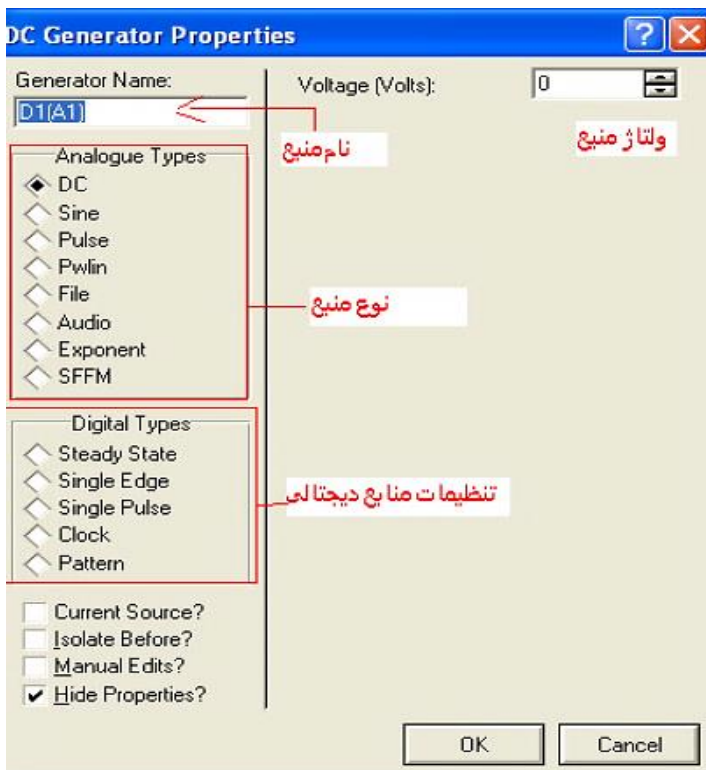 DC Generator Properties
Generator Name:
D1(A1)
Voltage (Volts):
0
نام منبع
ولتاژ منبع
Analogue Types
DC
Sine
Pulse
Pwlin
File
Audio
Exponent
SFFM
نوع منبع
Digital Types
Steady State
Single Edge
Single Pulse
Clock
Pattern
تنظیمات منابع دیجتالی
Current Source?
Isolate Before?
Manual Edits?
Hide Properties?
OK
Cancel